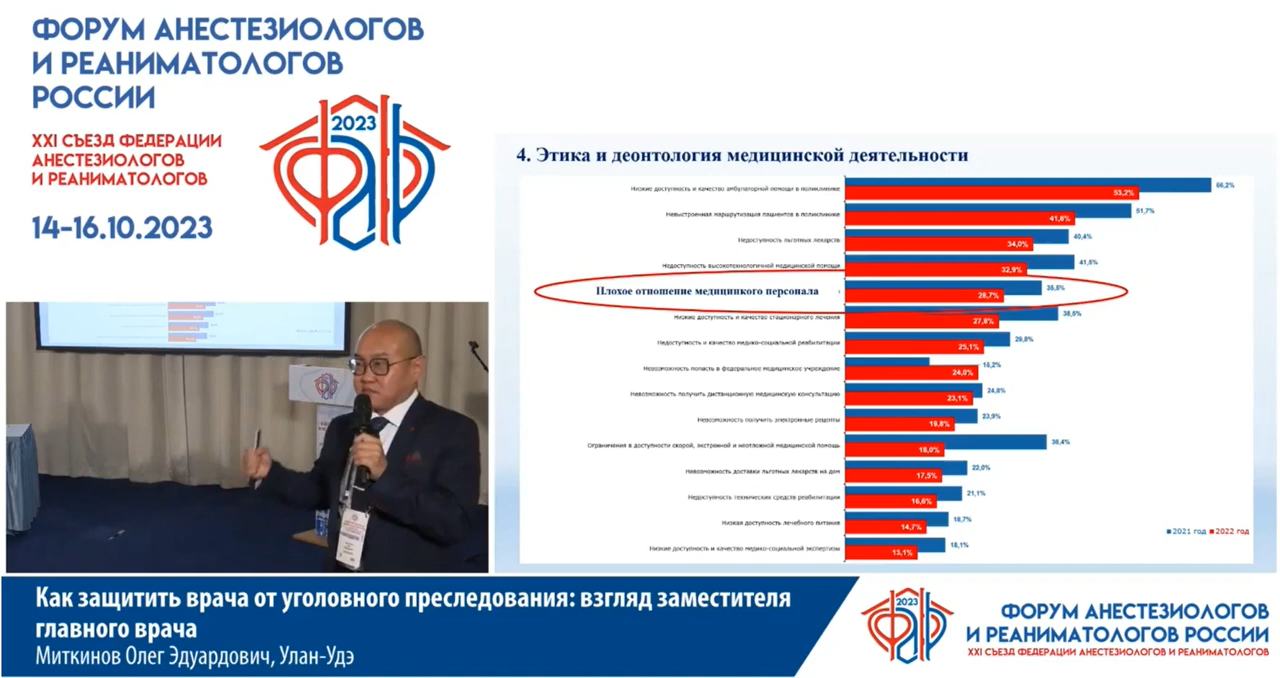 ФОРУМ АНЕСТЕЗИОЛОГОВ
И РЕАНИМАТОЛОГОВ
РОССИИ
XXI СЪЕЗД ФЕДЕРАЦИИ
АНЕСТЕЗИОЛОГОВ
И РЕАНИМАТОЛОГОВ
14-16.10.2023
2023
4. Этика и деонтология медицинской деятельности
Низкие доступность и качество амбулаторной помощи в поликлинике
66,2%
53,2%
Невыстроенная маршрутизация пациентов в поликлинике
51,7%
41,6%
Недоступность льготных лекарств
40,4%
34,0%
Недоступность высокотехнологичной медицинской помощи
41,5%
32,9%
Плохое отношение медицинкого персонала
35,5%
28,7%
Низкие доступность и качество стационарного лечения
38,5%
27,8%
Недоступность и качество медико-социальной реабилитации
29,8%
25,1%
Невозможность попасть в федеральное медицинское учреждение
15,2%
24,0%
Невозможность получить дистанционную медицинскую консультацию
24,8%
23,1%
Невозможность получить электронные рецепты
23,9%
19,8%
Ограничения в доступности скорой, экстренной и неотложной медицинской помощь
36,4%
18,0%
Невозможность доставки льготных лекарств на дом
22,0%
17,5%
Недоступность технических средств реабилитации
21,1%
16,6%
Низкая доступность лечебного питания
18,7%
14,7%
Низкие доступность и качество медико-социальной экспертизы
18,1%
13,1%
2021 год 2022 год
Как защитить врача от уголовного преследования: взгляд заместителя
главного врача
Миткинов Олег Эдуардович, Улан-Удэ
2023
ФОРУМ АНЕСТЕЗИОЛОГОВ
И РЕАНИМАТОЛОГОВ РОССИИ
XXI СЪЕЗД ФЕДЕРАЦИИ АНЕСТЕЗИОЛОГОВ И РЕАНИМАТОЛОГОВ